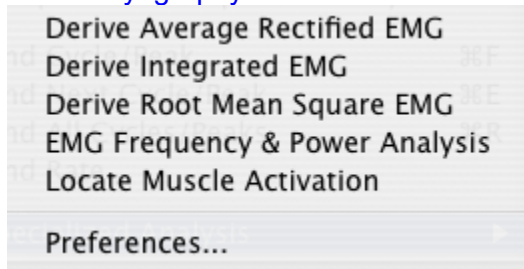 Derive Average Rectified EMG
Derive Integrated EMG
Derive Root Mean Square EMG
EMG Frequency & Power Analysis
Locate Muscle Activation
Preferences...